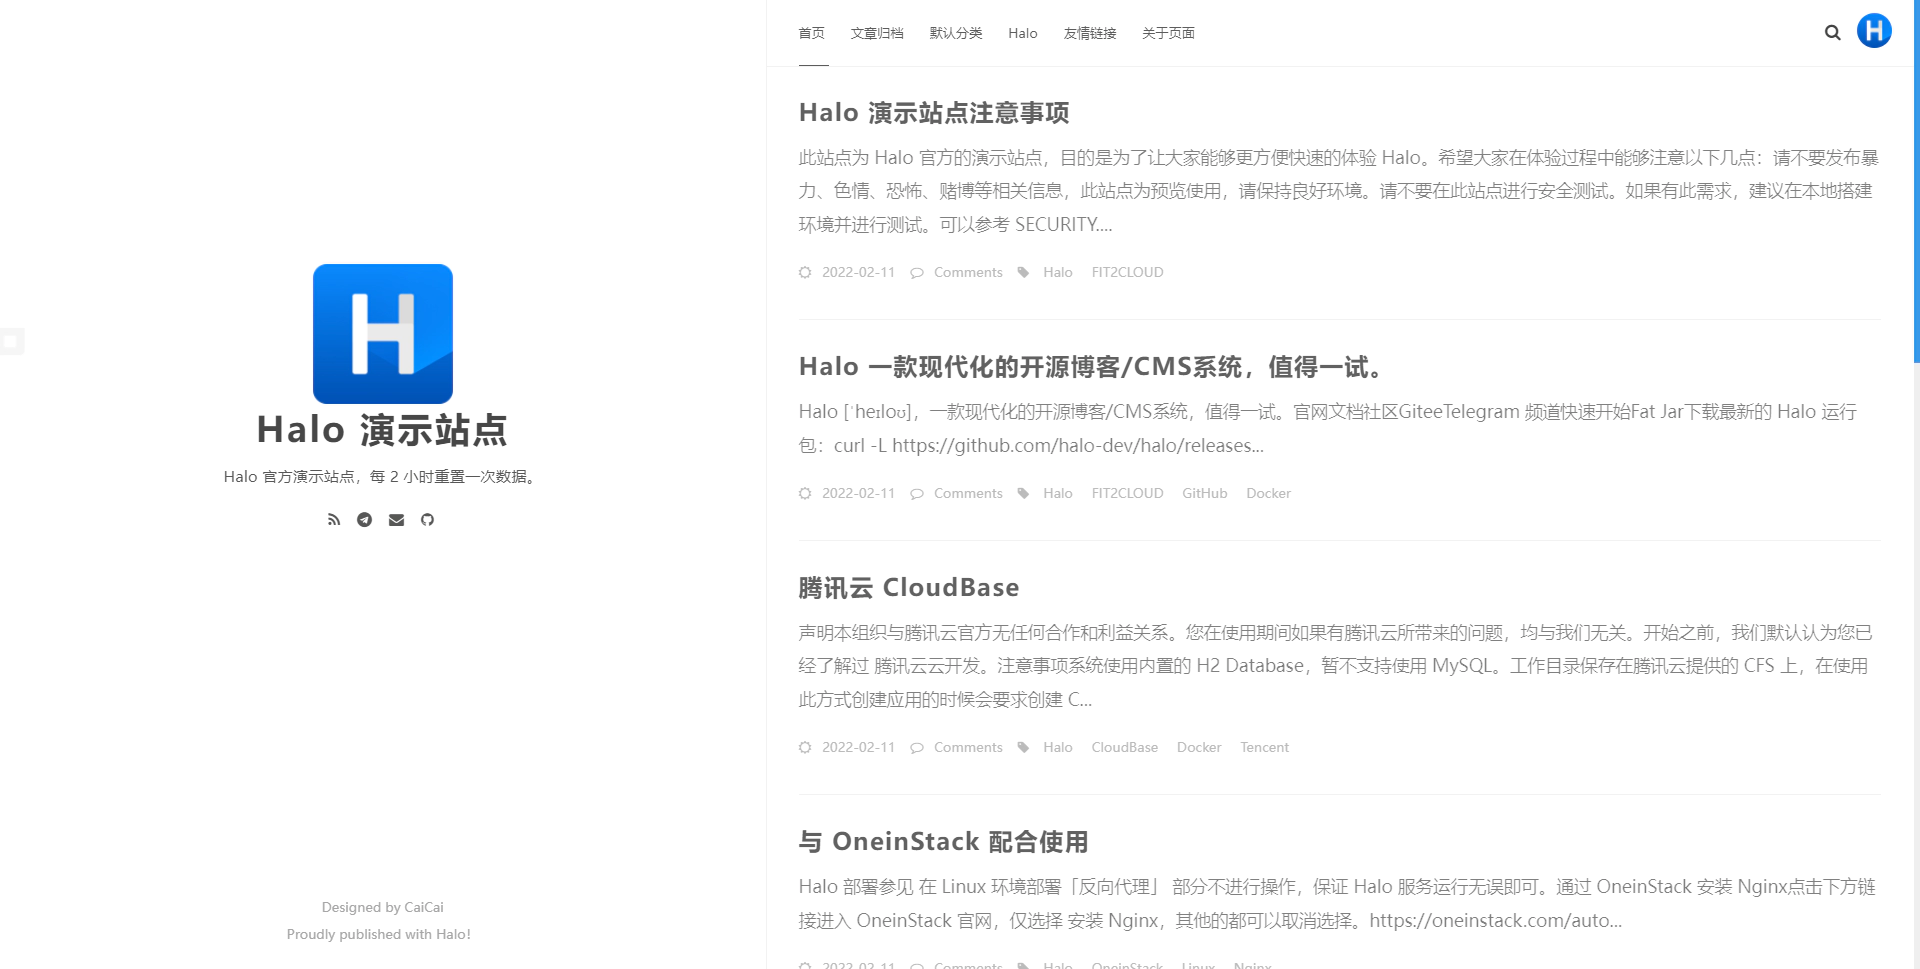 首页 文章归档 默认分类 Halo 友情链接 关于页面
H
H
Halo 演示站点
Halo 官方演示站点，每 2 小时重置一次数据。
Designed by CaiCai
Proudly published with Halo!
Halo 演示站点注意事项
此站点为 Halo 官方的演示站点，目的是为了让大家能够更方便快速的体验 Halo。希望大家在体验过程中能够注意以下几点：请不要发布暴
力、色情、恐怖、赌博等相关信息，此站点为预览使用，请保持良好环境。请不要在此站点进行安全测试。如果有此需求，建议在本地搭建
环境并进行测试。可以参考 SECURITY....
2022-02-11 Comments Halo FIT2CLOUD
Halo 一款现代化的开源博客/CMS系统，值得一试。
Halo [ˈheɪloʊ]，一款现代化的开源博客/CMS系统，值得一试。官网文档社区GiteeTelegram 频道快速开始Fat Jar下载最新的 Halo 运行
包：curl -L https://github.com/halo-dev/halo/releases...
2022-02-11 Comments Halo FIT2CLOUD GitHub Docker
腾讯云 CloudBase
声明本组织与腾讯云官方无任何合作和利益关系。您在使用期间如果有腾讯云所带来的问题，均与我们无关。开始之前，我们默认认为您已
经了解过 腾讯云云开发。注意事项系统使用内置的 H2 Database，暂不支持使用 MySQL。工作目录保存在腾讯云提供的 CFS 上，在使用
此方式创建应用的时候会要求创建 C...
2022-02-11 Comments Halo CloudBase Docker Tencent
与 OneinStack 配合使用
Halo 部署参见 在 Linux 环境部署「反向代理」 部分不进行操作，保证 Halo 服务运行无误即可。通过 OneinStack 安装 Nginx点击下方链
接进入 OneinStack 官网，仅选择 安装 Nginx，其他的都可以取消选择。https://oneinstack.com/auto...
2022-02-11 Comments Halo OneinStack Linux Nginx